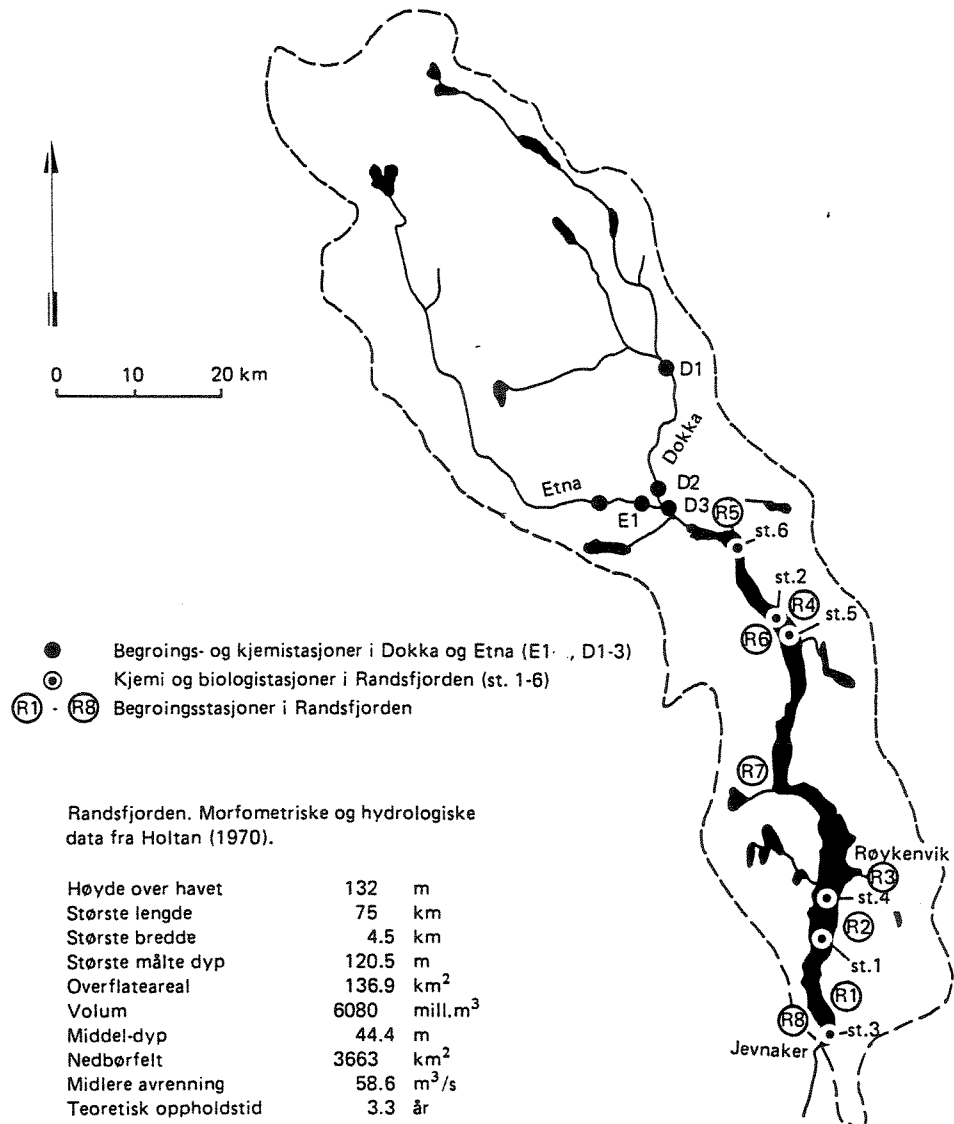 0 10 20 km
D1
Dokka
D2
Etna
D3
E1
R5
st.6
st.2
R4
st.5
R6
Begroings- og kjemistasjoner i Dokka og Etna (E1- , D1-3)
Kjemi og biologistasjoner i Randsfjorden (st. 1-6)
R1 - R8 Begroingsstasjoner i Randsfjorden
R7
Randsfjorden. Morfometriske og hydrologiske
data fra Holtan (1970).
Røykenvik
R3
st.4
R2
st.1
R1
R8
st.3
Jevnaker
Høyde over havet 132 m
Største lengde 75 km
Største bredde 4.5 km
Største målte dyp 120.5 m
Overflateareal 136.9 km²
Volum 6080 mill.m³
Middel-dyp 44.4 m
Nedbørfelt 3663 km²
Midlere avrenning 58.6 m³/s
Teoretisk oppholdstid 3.3 år